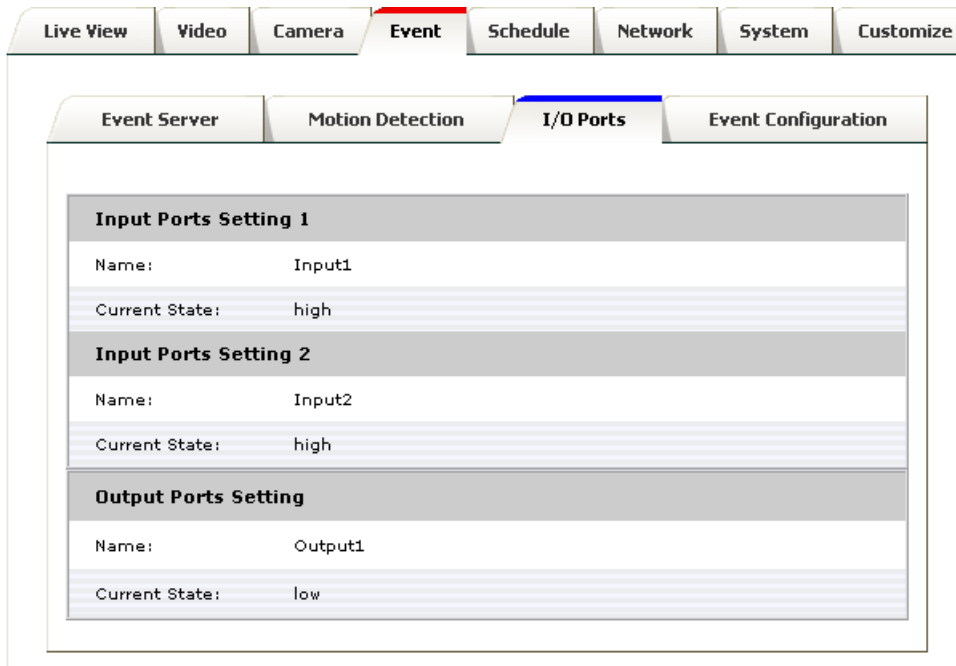 Live View Video Camera Event Schedule Network System Customize
Event Server Motion Detection I/O Ports Event Configuration
Input Ports Setting 1
Name: Input1
Current State: high
Input Ports Setting 2
Name: Input2
Current State: high
Output Ports Setting
Name: Output1
Current State: low